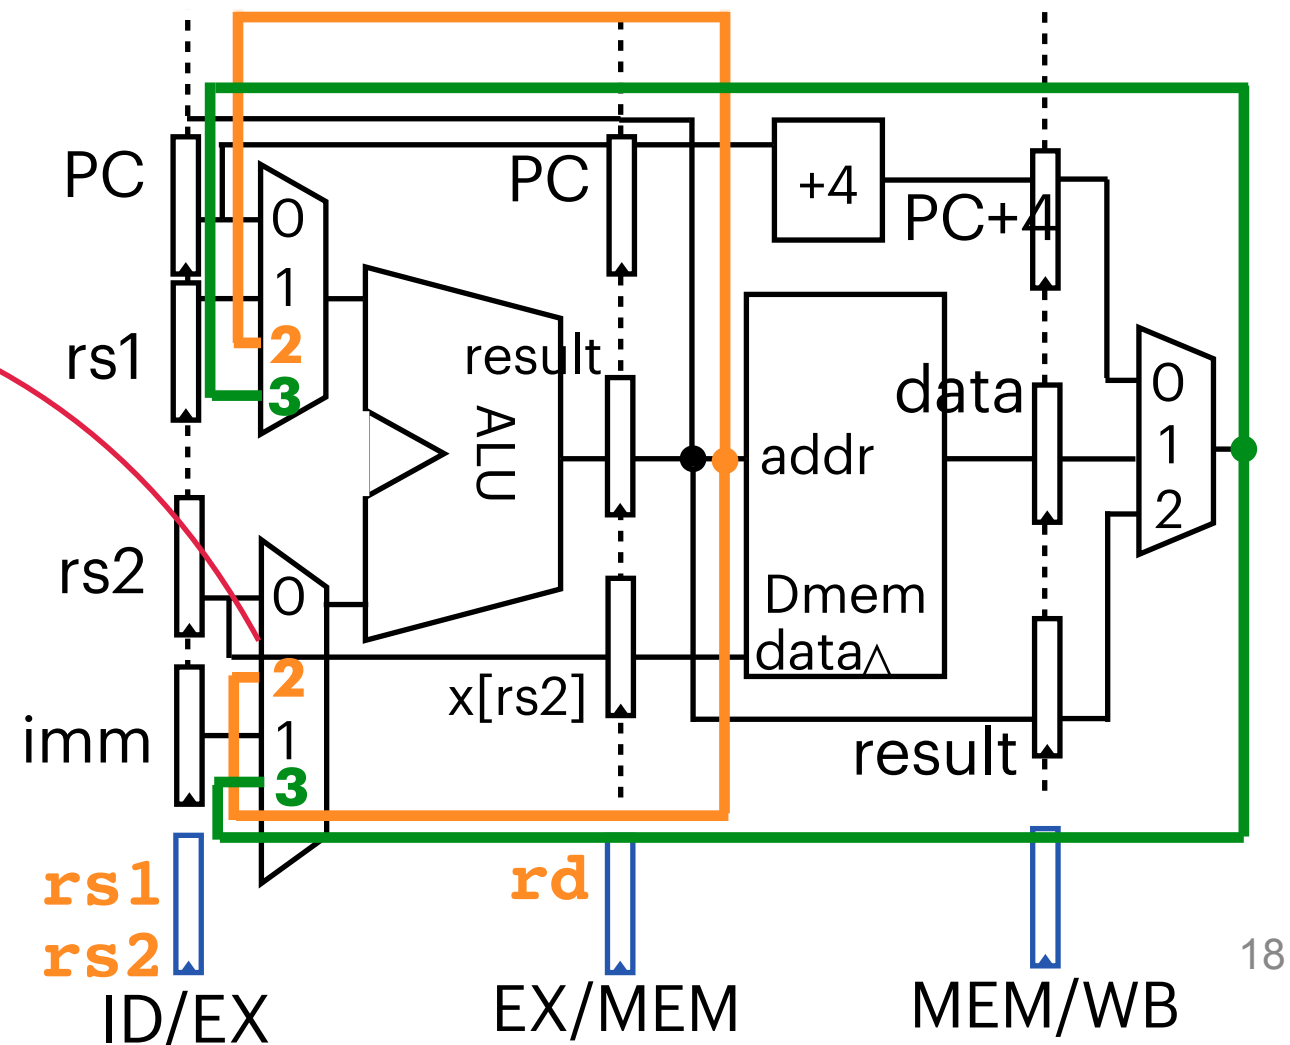 PC
0
1
2
3
rs1
PC
+4
PC+4
result
ALU
addr
data
0
1
2
rs2
0
2
1
3
imm
x[rs2]
Dmem
data
result
rs1
rs2
rd
18
ID/EX
EX/MEM
MEM/WB